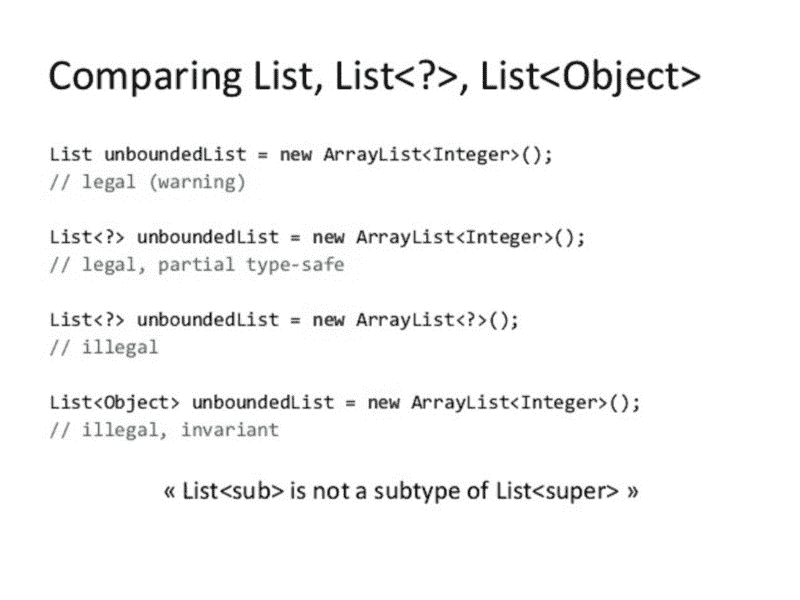 Comparing List, List<?>, List<Object>
List unboundedList = new ArrayList<Integer>();
// legal (warning)
List<?> unboundedList = new ArrayList<Integer>();
// legal, partial type-safe
List<?> unboundedList = new ArrayList<?>();
// illegal
List<Object> unboundedList = new ArrayList<Integer>();
// illegal, invariant
« List<sub> is not a subtype of List<super> »